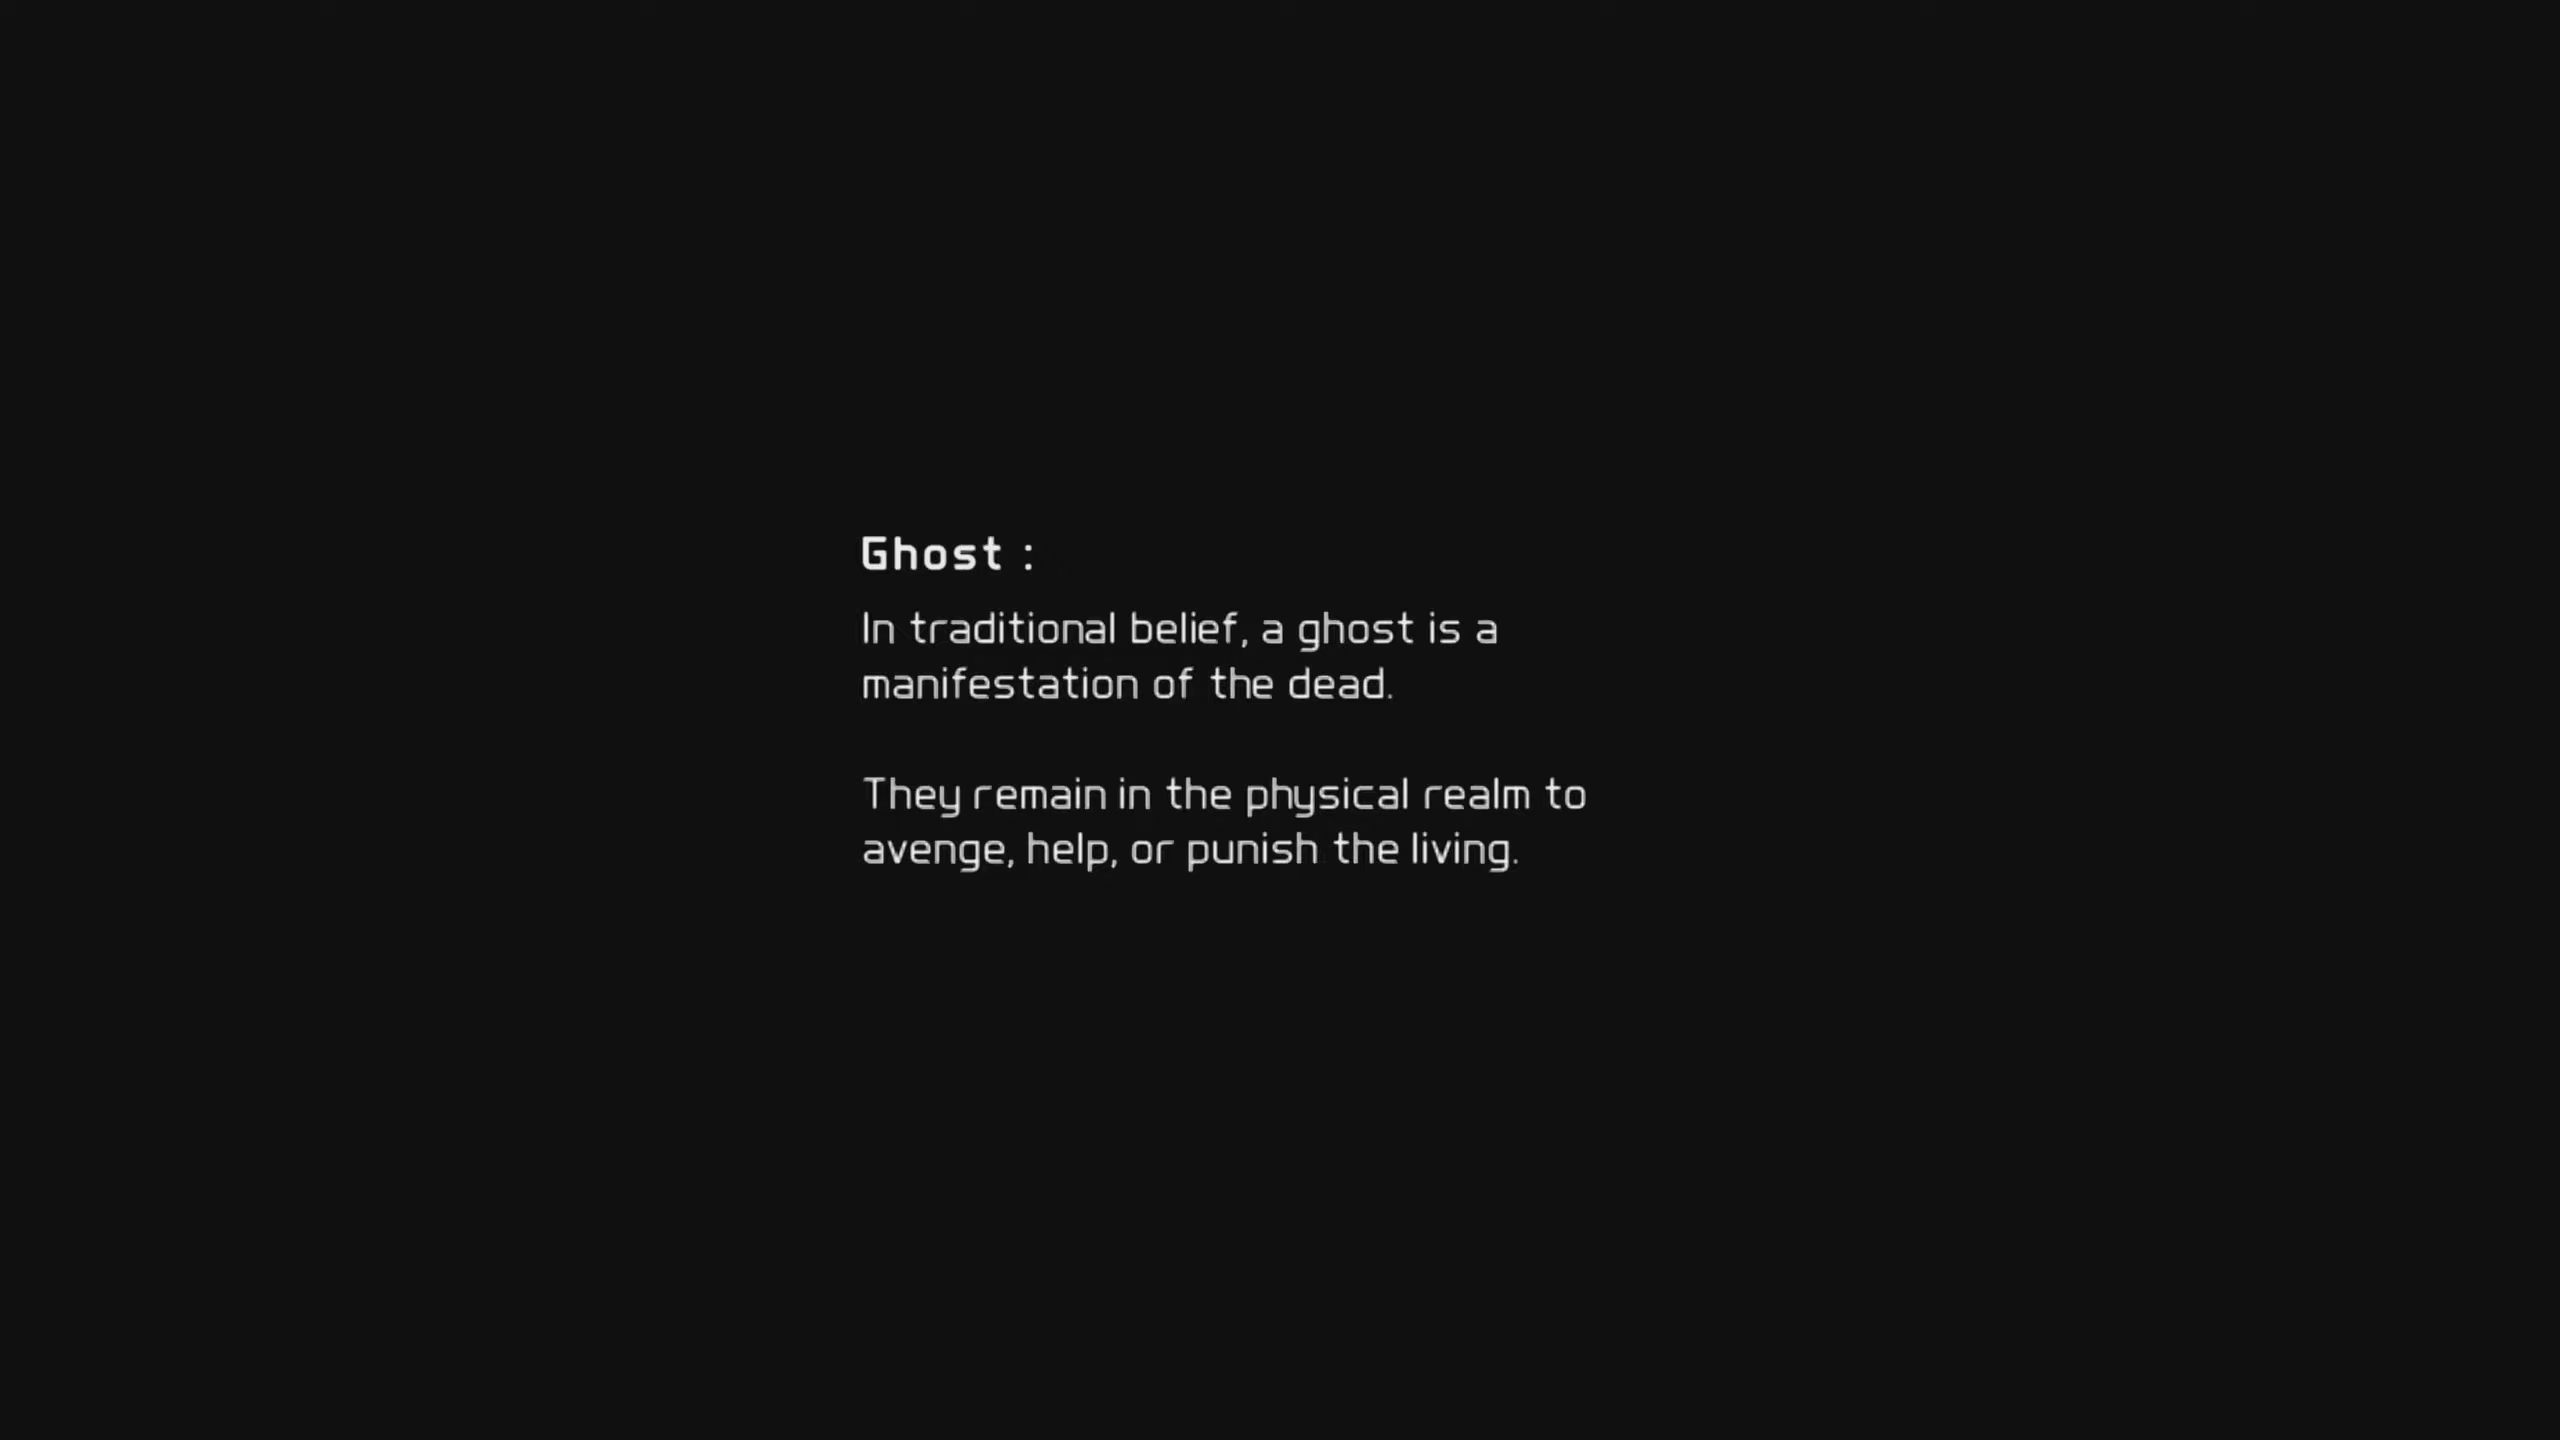 Ghost :
In traditional belief, a ghost is a
manifestation of the dead.
They remain in the physical realm to
avenge, help, or punish the living.